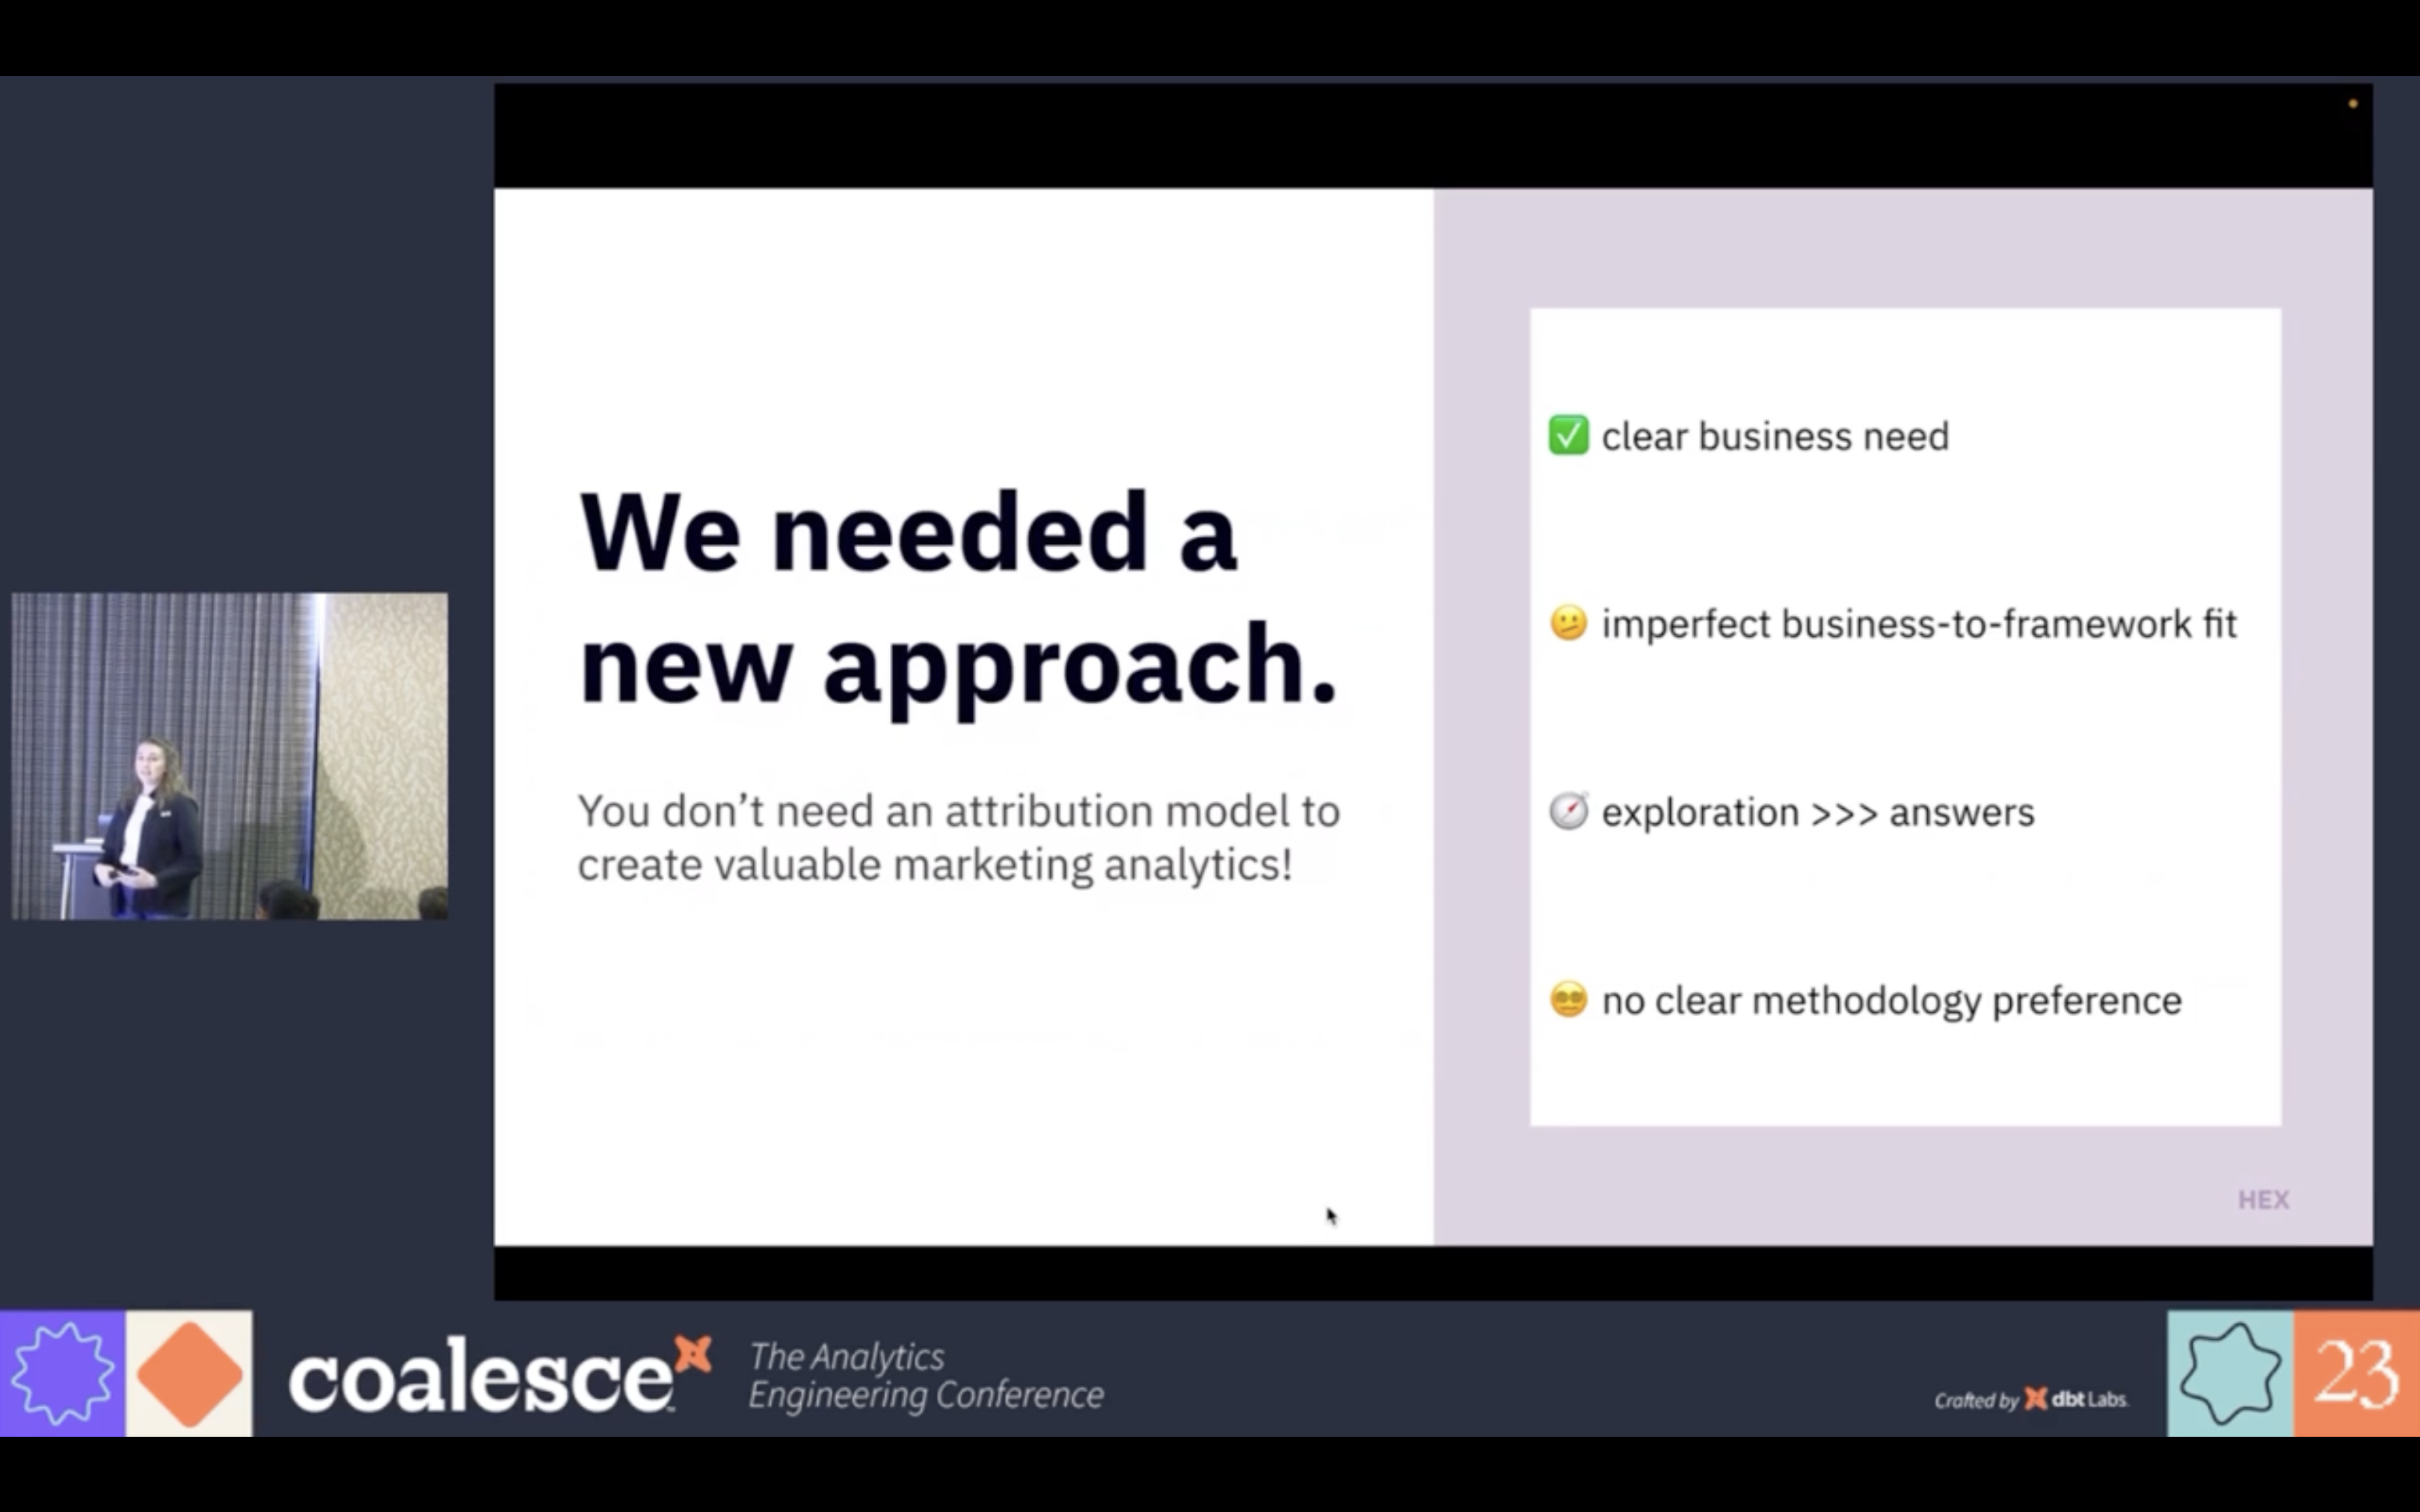 We needed a
new approach.
You don’t need an attribution model to
create valuable marketing analytics!
✅ clear business need
🫤 imperfect business-to-framework fit
🧭 exploration >>> answers
😵‍💫 no clear methodology preference
HEX
coalesce
The Analytics
Engineering Conference
Crafted by dbt Labs
23